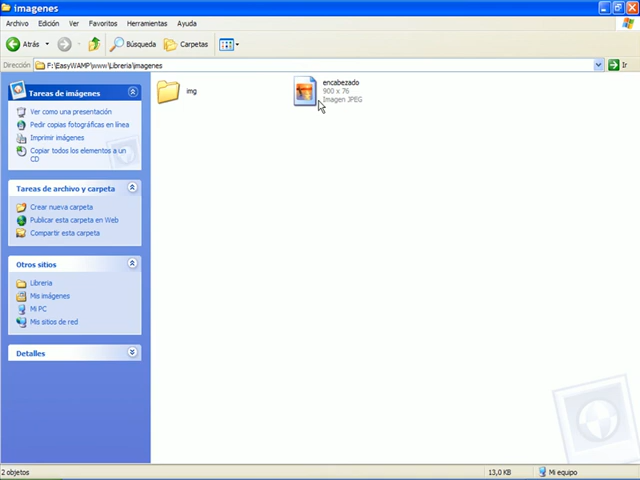 imagenes
Archivo Edición Ver Favoritos Herramientas Ayuda
Atrás Búsqueda Carpetas
Dirección F:\EasyWAMP\www\Libreria\imagenes Ir
Tareas de imágenes
Ver como una presentación
Pedir copias fotográficas en línea
Imprimir imágenes
Copiar todos los elementos a un
CD
Tareas de archivo y carpeta
Crear nueva carpeta
Publicar esta carpeta en Web
Compartir esta carpeta
Otros sitios
Libreria
Mis imágenes
Mi PC
Mis sitios de red
Detalles
img
encabezado
900 x 76
Imagen JPEG
2 objetos 13,0 KB Mi equipo